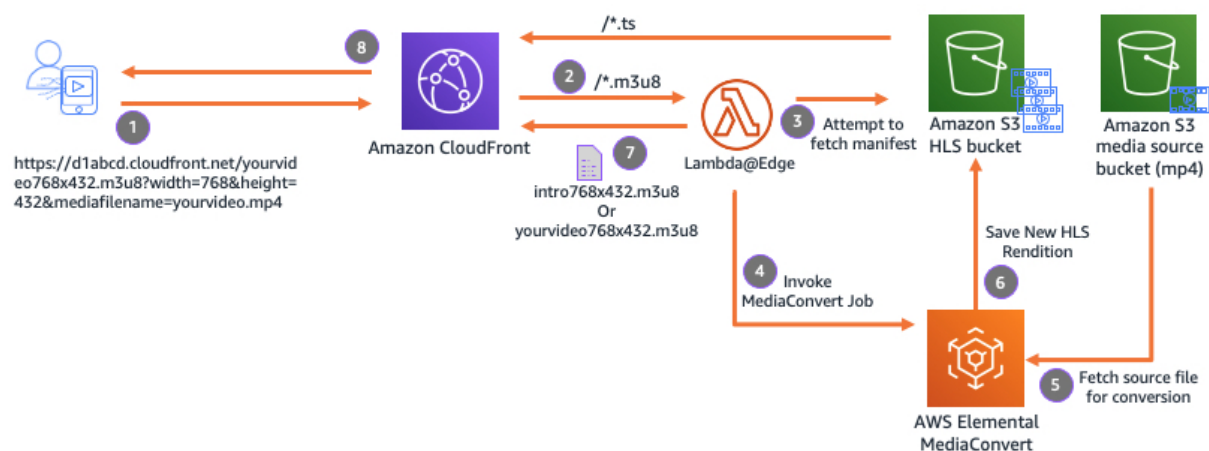 /*.ts
8
2
/*.m3u8
1
3
Attempt to
fetch manifest
Amazon S3
HLS bucket
Amazon S3
media source
bucket (mp4)
Amazon CloudFront
7
Lambda@Edge
https://d1abcd.cloudfront.net/yourvid
eo768x432.m3u8?width=768&height=
432&mediafilename=yourvideo.mp4
intro768x432.m3u8
Or
yourvideo768x432.m3u8
Save New HLS
Rendition
4
Invoke
MediaConvert Job
6
5
Fetch source file
for conversion
AWS Elemental
MediaConvert